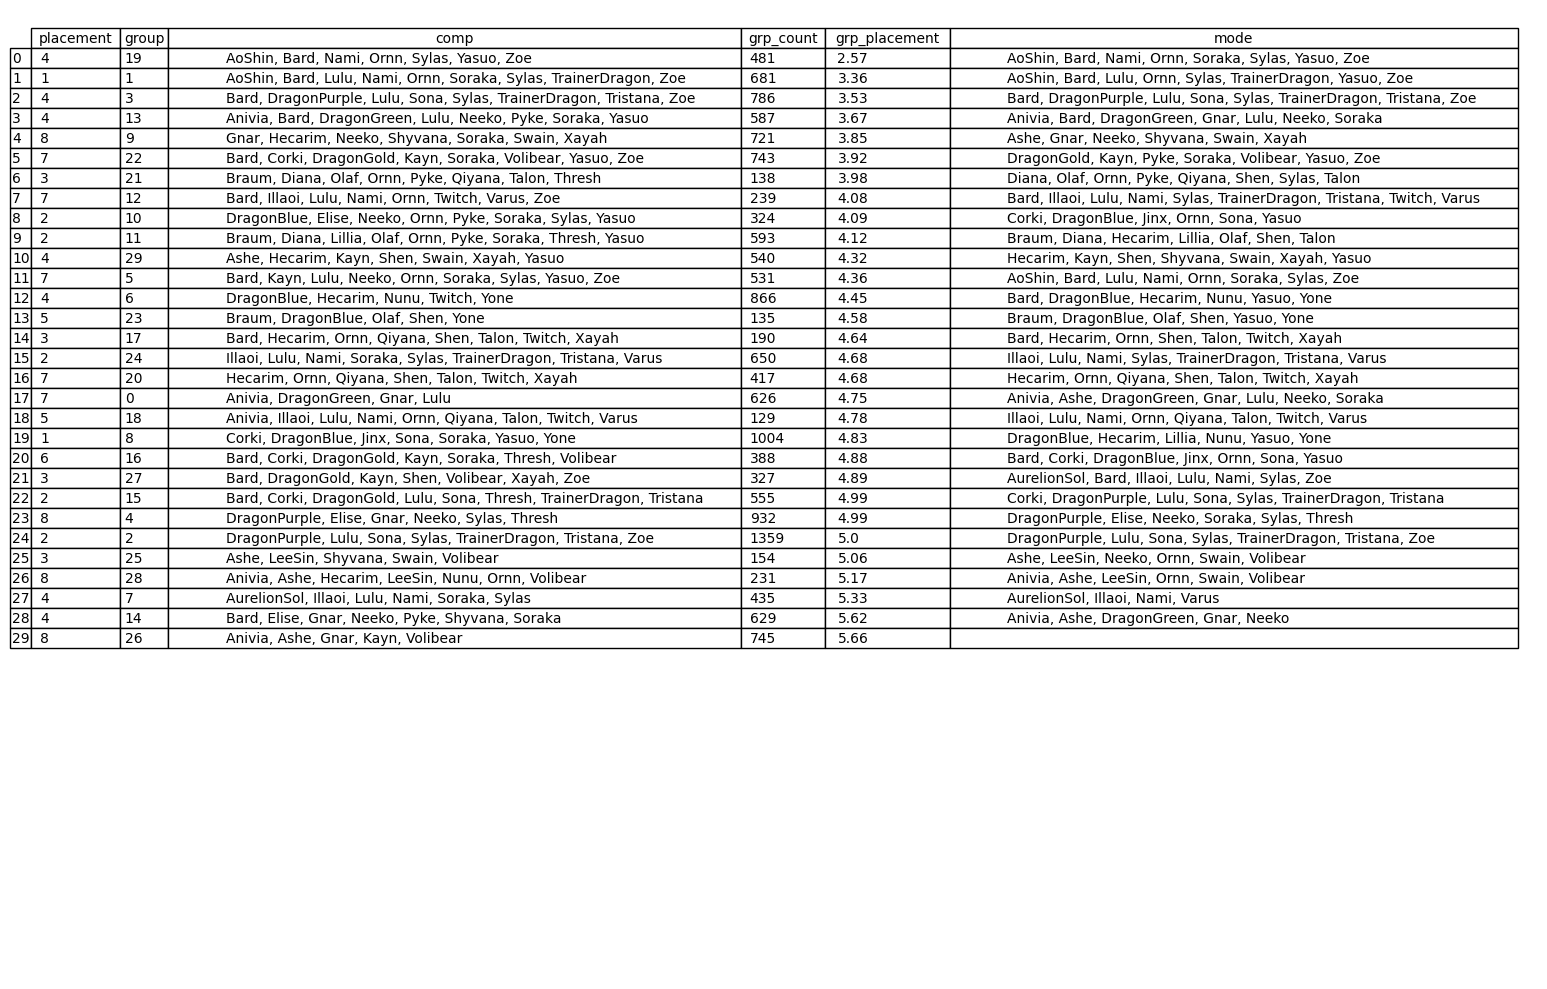 placement group comp grp_count grp_placement mode
0 4 19 AoShin, Bard, Nami, Ornn, Sylas, Yasuo, Zoe 481 2.57 AoShin, Bard, Nami, Ornn, Soraka, Sylas, Yasuo, Zoe
1 1 1 AoShin, Bard, Lulu, Nami, Ornn, Soraka, Sylas, TrainerDragon, Zoe 681 3.36 AoShin, Bard, Lulu, Ornn, Sylas, TrainerDragon, Yasuo, Zoe
2 4 3 Bard, DragonPurple, Lulu, Sona, Sylas, TrainerDragon, Tristana, Zoe 786 3.53 Bard, DragonPurple, Lulu, Sona, Sylas, TrainerDragon, Tristana, Zoe
3 4 13 Anivia, Bard, DragonGreen, Lulu, Neeko, Pyke, Soraka, Yasuo 587 3.67 Anivia, Bard, DragonGreen, Gnar, Lulu, Neeko, Soraka
4 8 9 Gnar, Hecarim, Neeko, Shyvana, Soraka, Swain, Xayah 721 3.85 Ashe, Gnar, Neeko, Shyvana, Swain, Xayah
5 7 22 Bard, Corki, DragonGold, Kayn, Soraka, Volibear, Yasuo, Zoe 743 3.92 DragonGold, Kayn, Pyke, Soraka, Volibear, Yasuo, Zoe
6 3 21 Braum, Diana, Olaf, Ornn, Pyke, Qiyana, Talon, Thresh 138 3.98 Diana, Olaf, Ornn, Pyke, Qiyana, Shen, Sylas, Talon
7 7 12 Bard, Illaoi, Lulu, Nami, Ornn, Twitch, Varus, Zoe 239 4.08 Bard, Illaoi, Lulu, Nami, Sylas, TrainerDragon, Tristana, Twitch, Varus
8 2 10 DragonBlue, Elise, Neeko, Ornn, Pyke, Soraka, Sylas, Yasuo 324 4.09 Corki, DragonBlue, Jinx, Ornn, Sona, Yasuo
9 2 11 Braum, Diana, Lillia, Olaf, Ornn, Pyke, Soraka, Thresh, Yasuo 593 4.12 Braum, Diana, Hecarim, Lillia, Olaf, Shen, Talon
10 4 29 Ashe, Hecarim, Kayn, Shen, Swain, Xayah, Yasuo 540 4.32 Hecarim, Kayn, Shen, Shyvana, Swain, Xayah, Yasuo
11 7 5 Bard, Kayn, Lulu, Neeko, Ornn, Soraka, Sylas, Yasuo, Zoe 531 4.36 AoShin, Bard, Lulu, Nami, Ornn, Soraka, Sylas, Zoe
12 4 6 DragonBlue, Hecarim, Nunu, Twitch, Yone 866 4.45 Bard, DragonBlue, Hecarim, Nunu, Yasuo, Yone
13 5 23 Braum, DragonBlue, Olaf, Shen, Yone 135 4.58 Braum, DragonBlue, Olaf, Shen, Yasuo, Yone
14 3 17 Bard, Hecarim, Ornn, Qiyana, Shen, Talon, Twitch, Xayah 190 4.64 Bard, Hecarim, Ornn, Shen, Talon, Twitch, Xayah
15 2 24 Illaoi, Lulu, Nami, Soraka, Sylas, TrainerDragon, Tristana, Varus 650 4.68 Illaoi, Lulu, Nami, Sylas, TrainerDragon, Tristana, Varus
16 7 20 Hecarim, Ornn, Qiyana, Shen, Talon, Twitch, Xayah 417 4.68 Hecarim, Ornn, Qiyana, Shen, Talon, Twitch, Xayah
17 7 0 Anivia, DragonGreen, Gnar, Lulu 626 4.75 Anivia, Ashe, DragonGreen, Gnar, Lulu, Neeko, Soraka
18 5 18 Anivia, Illaoi, Lulu, Nami, Ornn, Qiyana, Talon, Twitch, Varus 129 4.78 Illaoi, Lulu, Nami, Ornn, Qiyana, Talon, Twitch, Varus
19 1 8 Corki, DragonBlue, Jinx, Sona, Soraka, Yasuo, Yone 1004 4.83 DragonBlue, Hecarim, Lillia, Nunu, Yasuo, Yone
20 6 16 Bard, Corki, DragonGold, Kayn, Soraka, Thresh, Volibear 388 4.88 Bard, Corki, DragonBlue, Jinx, Ornn, Sona, Yasuo
21 3 27 Bard, DragonGold, Kayn, Shen, Volibear, Xayah, Zoe 327 4.89 AurelionSol, Bard, Illaoi, Lulu, Nami, Sylas, Zoe
22 2 15 Bard, Corki, DragonGold, Lulu, Sona, Thresh, TrainerDragon, Tristana 555 4.99 Corki, DragonPurple, Lulu, Sona, Sylas, TrainerDragon, Tristana
23 8 4 DragonPurple, Elise, Gnar, Neeko, Sylas, Thresh 932 4.99 DragonPurple, Elise, Neeko, Soraka, Sylas, Thresh
24 2 2 DragonPurple, Lulu, Sona, Sylas, TrainerDragon, Tristana, Zoe 1359 5.0 DragonPurple, Lulu, Sona, Sylas, TrainerDragon, Tristana, Zoe
25 3 25 Ashe, LeeSin, Shyvana, Swain, Volibear 154 5.06 Ashe, LeeSin, Neeko, Ornn, Swain, Volibear
26 8 28 Anivia, Ashe, Hecarim, LeeSin, Nunu, Ornn, Volibear 231 5.17 Anivia, Ashe, LeeSin, Ornn, Swain, Volibear
27 4 7 AurelionSol, Illaoi, Lulu, Nami, Soraka, Sylas 435 5.33 AurelionSol, Illaoi, Nami, Varus
28 4 14 Bard, Elise, Gnar, Neeko, Pyke, Shyvana, Soraka 629 5.62 Anivia, Ashe, DragonGreen, Gnar, Neeko
29 8 26 Anivia, Ashe, Gnar, Kayn, Volibear 745 5.66